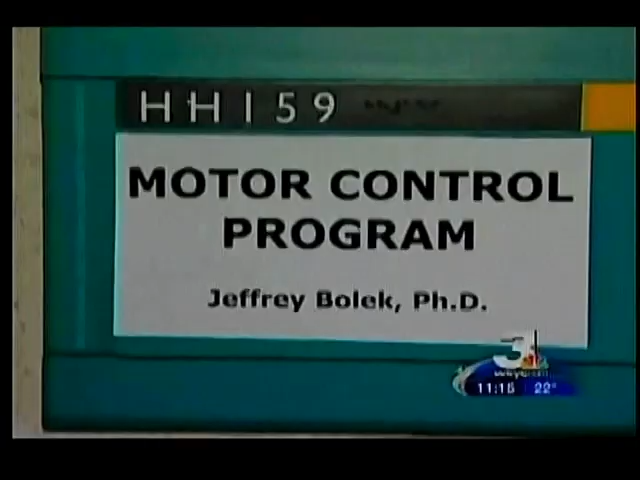 HH159
MOTOR CONTROL
PROGRAM
Jeffrey Bolek, Ph.D.
3
11:15 22°